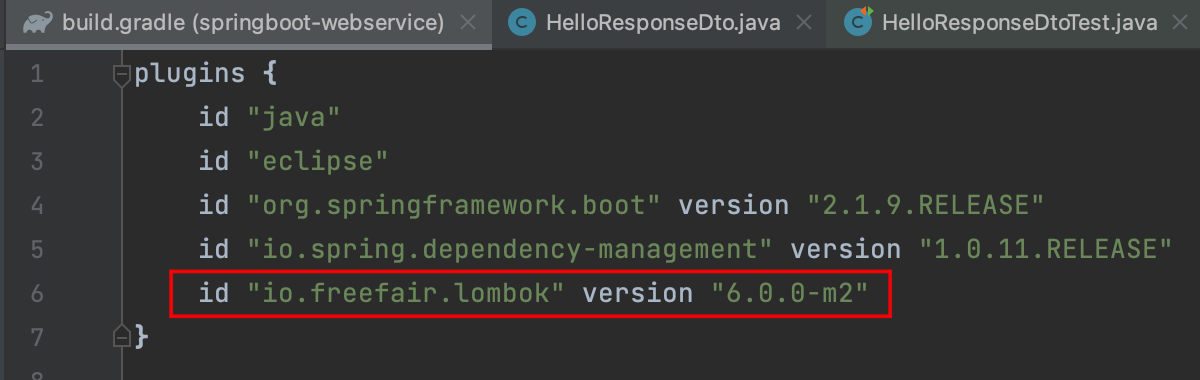 build.gradle (springboot-webservice) HelloResponseDto.java HelloResponseDtoTest.java
1 plugins {
2 id "java"
3 id "eclipse"
4 id "org.springframework.boot" version "2.1.9.RELEASE"
5 id "io.spring.dependency-management" version "1.0.11.RELEASE"
6 id "io.freefair.lombok" version "6.0.0-m2"
7 }